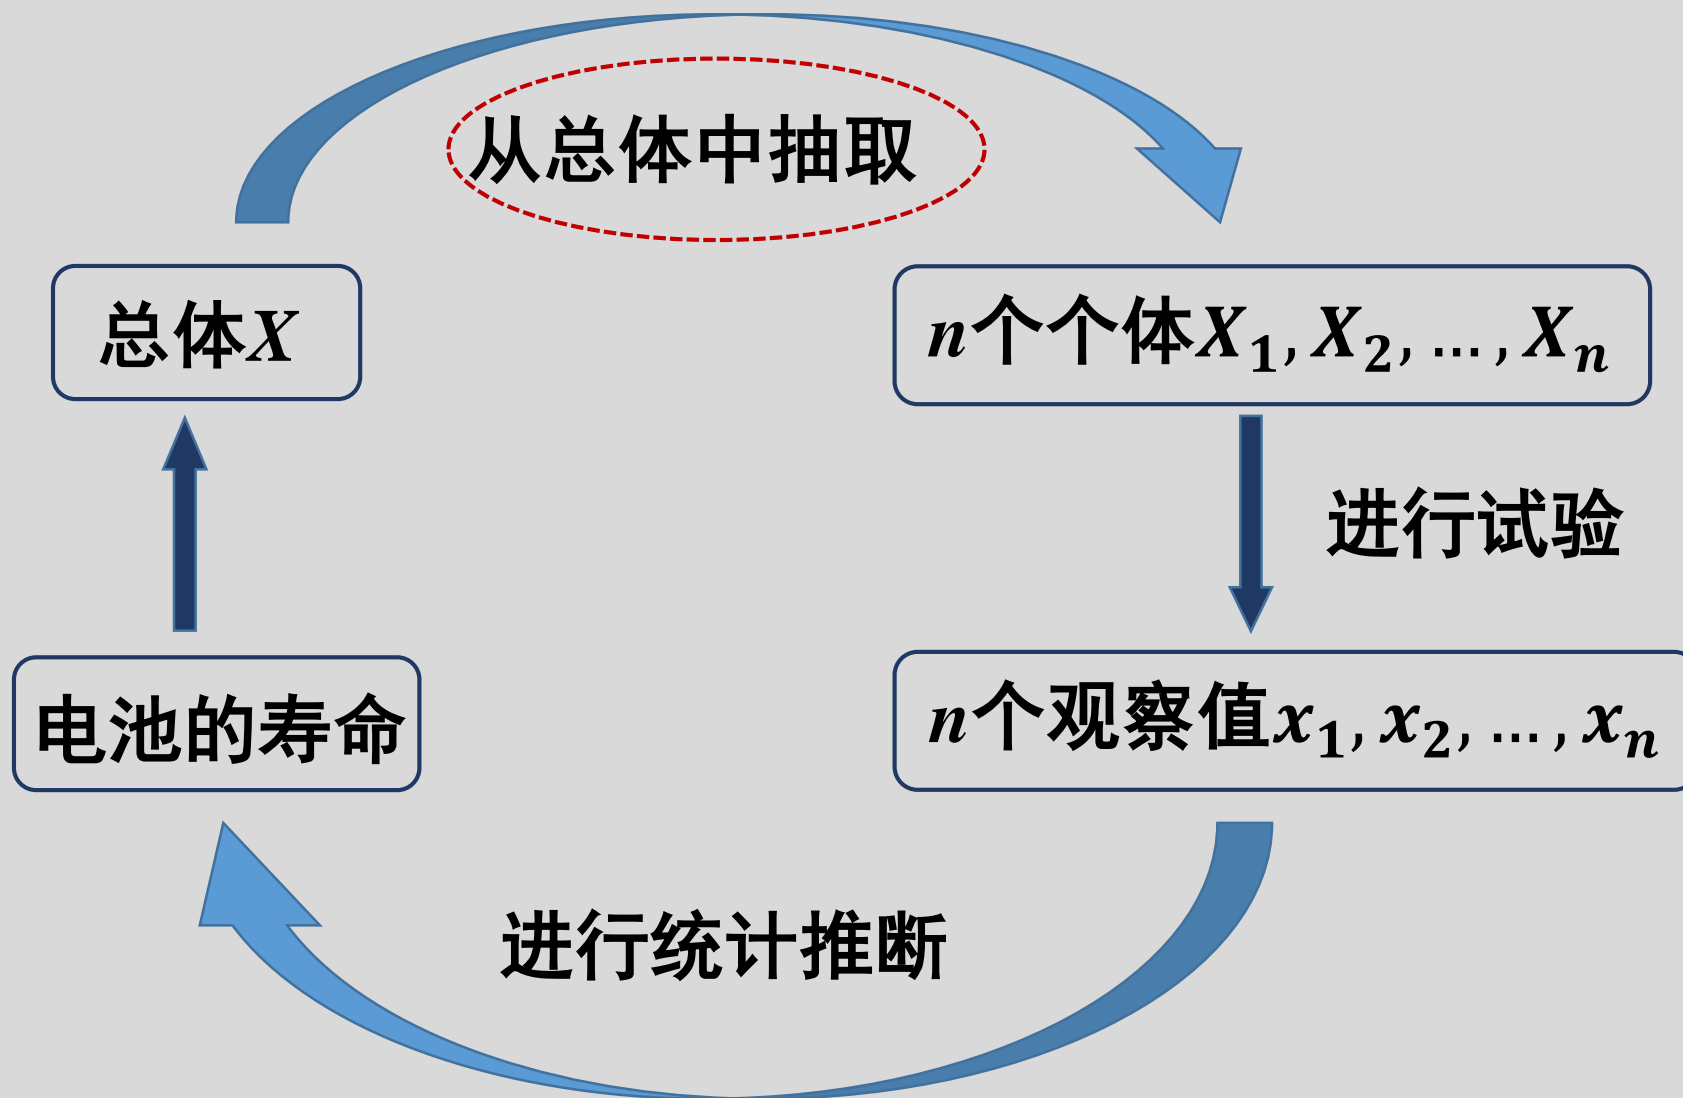 从总体中抽取
总体X
n个个体X₁, X₂, …, Xₙ
进行试验
电池的寿命
n个观察值x₁, x₂, …, xₙ
进行统计推断